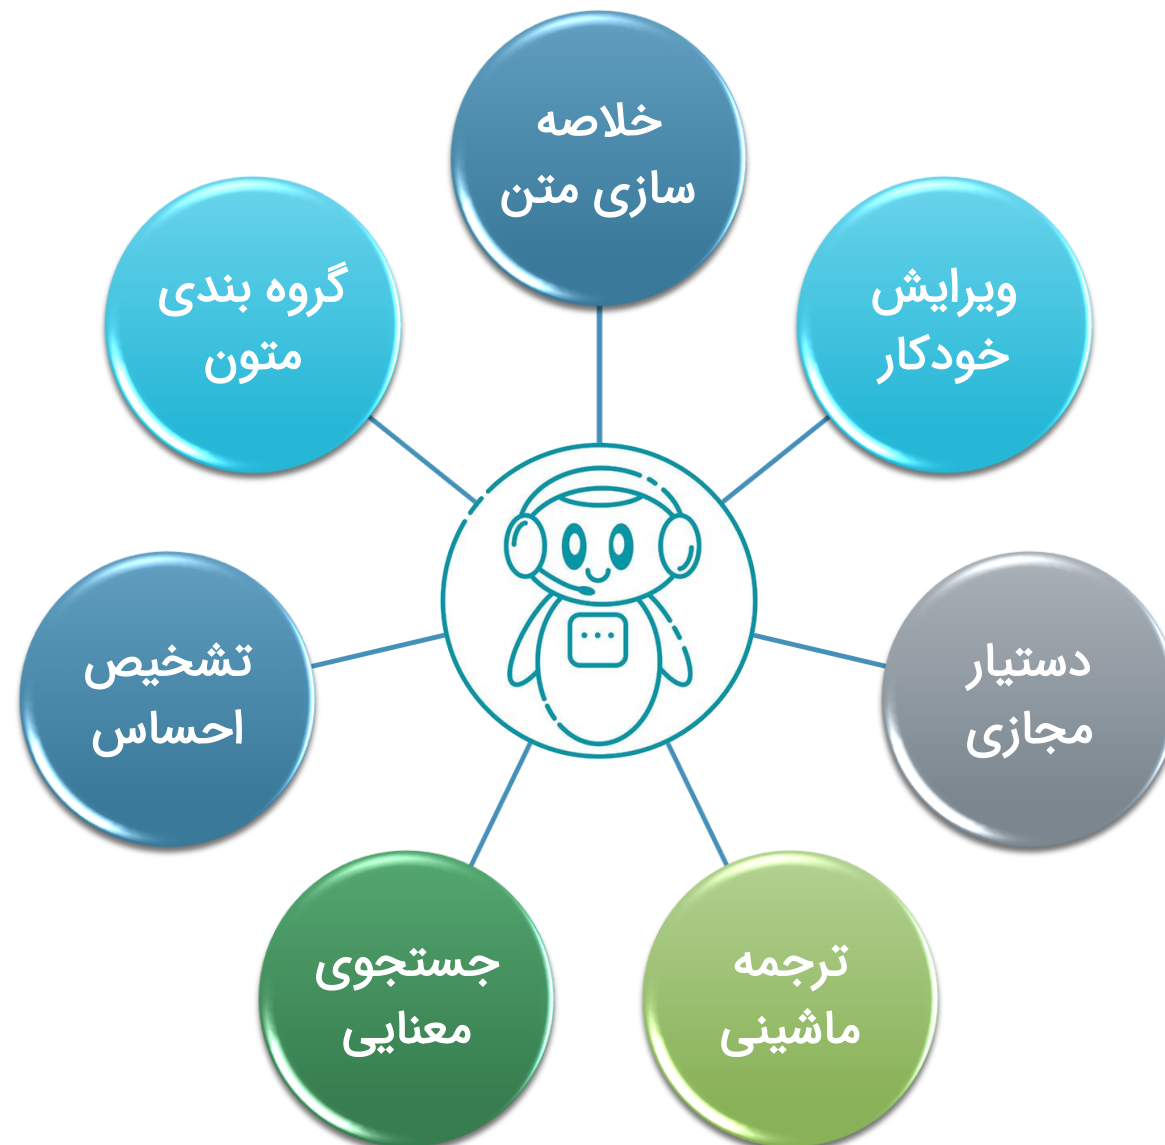 خلاصه
سازی متن
ویرایش
خودکار
دستیار
مجازی
ترجمه
ماشینی
جستجوی
معنایی
تشخیص
احساس
گروه بندی
متون